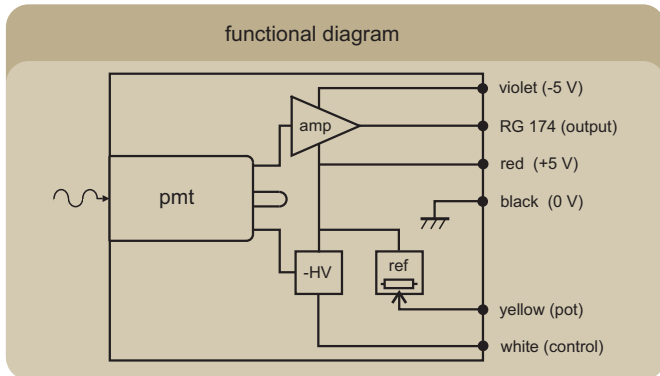 functional diagram
violet (-5 V)
amp
RG 174 (output)
red (+5 V)
pmt
black (0 V)
ref
-HV
yellow (pot)
white (control)